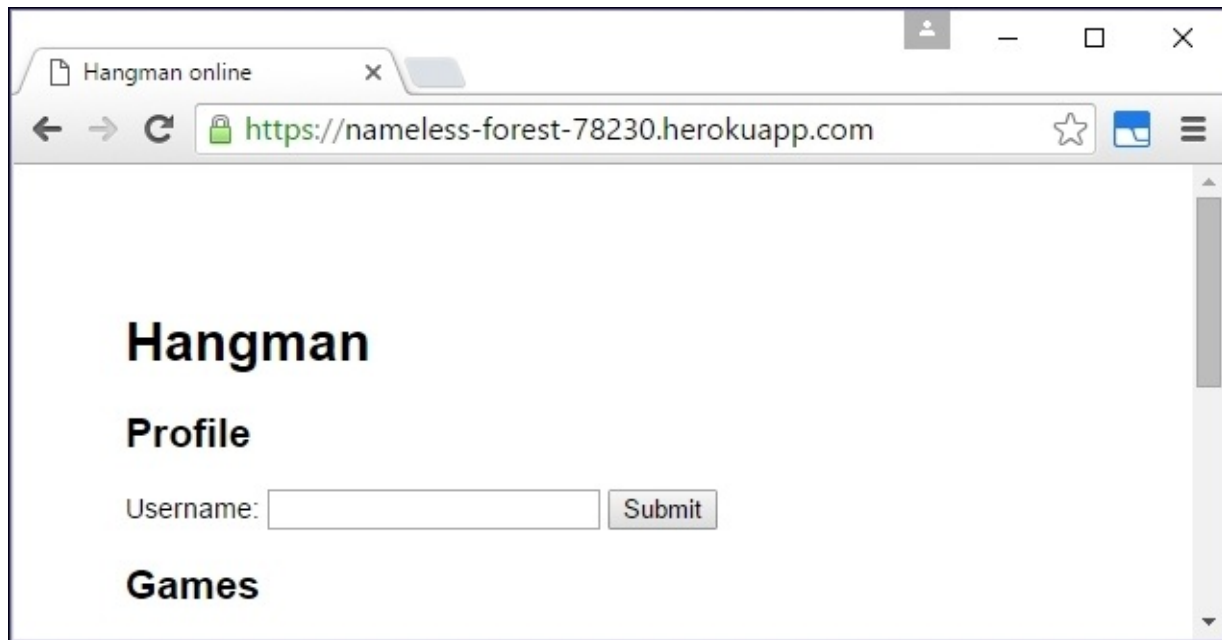 Hangman online
https://nameless-forest-78230.herokuapp.com
Hangman
Profile
Username: Submit
Games